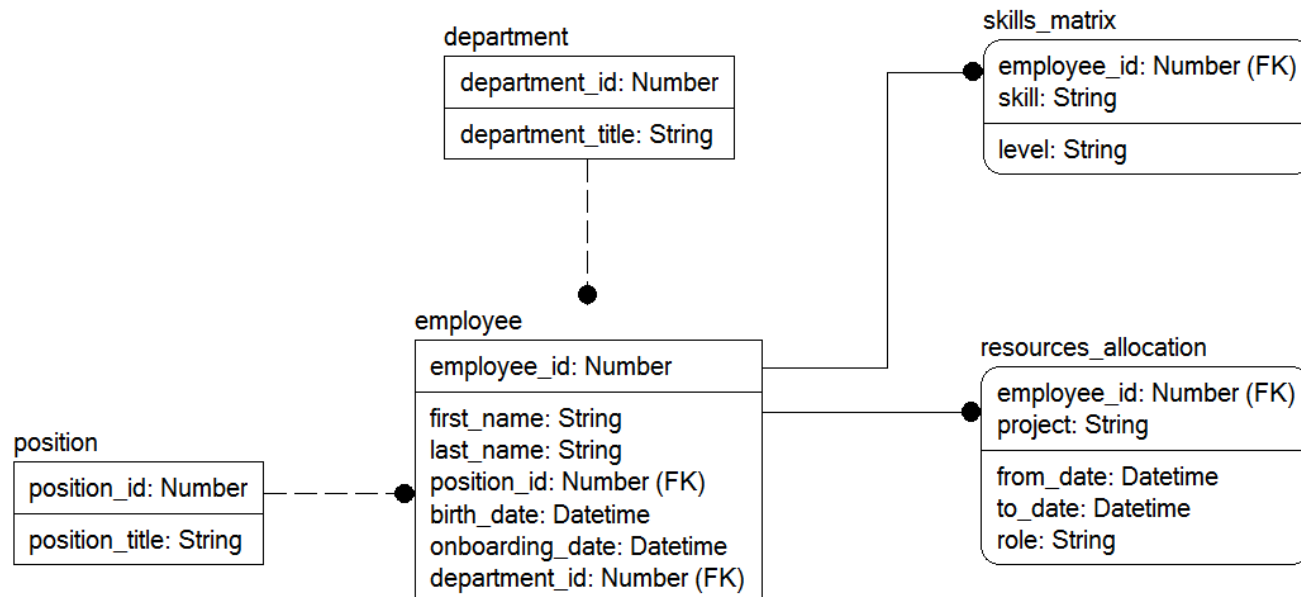 department
department_id: Number
department_title: String
skills_matrix
employee_id: Number (FK)
skill: String
level: String
employee
employee_id: Number
first_name: String
last_name: String
position_id: Number (FK)
birth_date: Datetime
onboarding_date: Datetime
department_id: Number (FK)
resources_allocation
employee_id: Number (FK)
project: String
from_date: Datetime
to_date: Datetime
role: String
position
position_id: Number
position_title: String